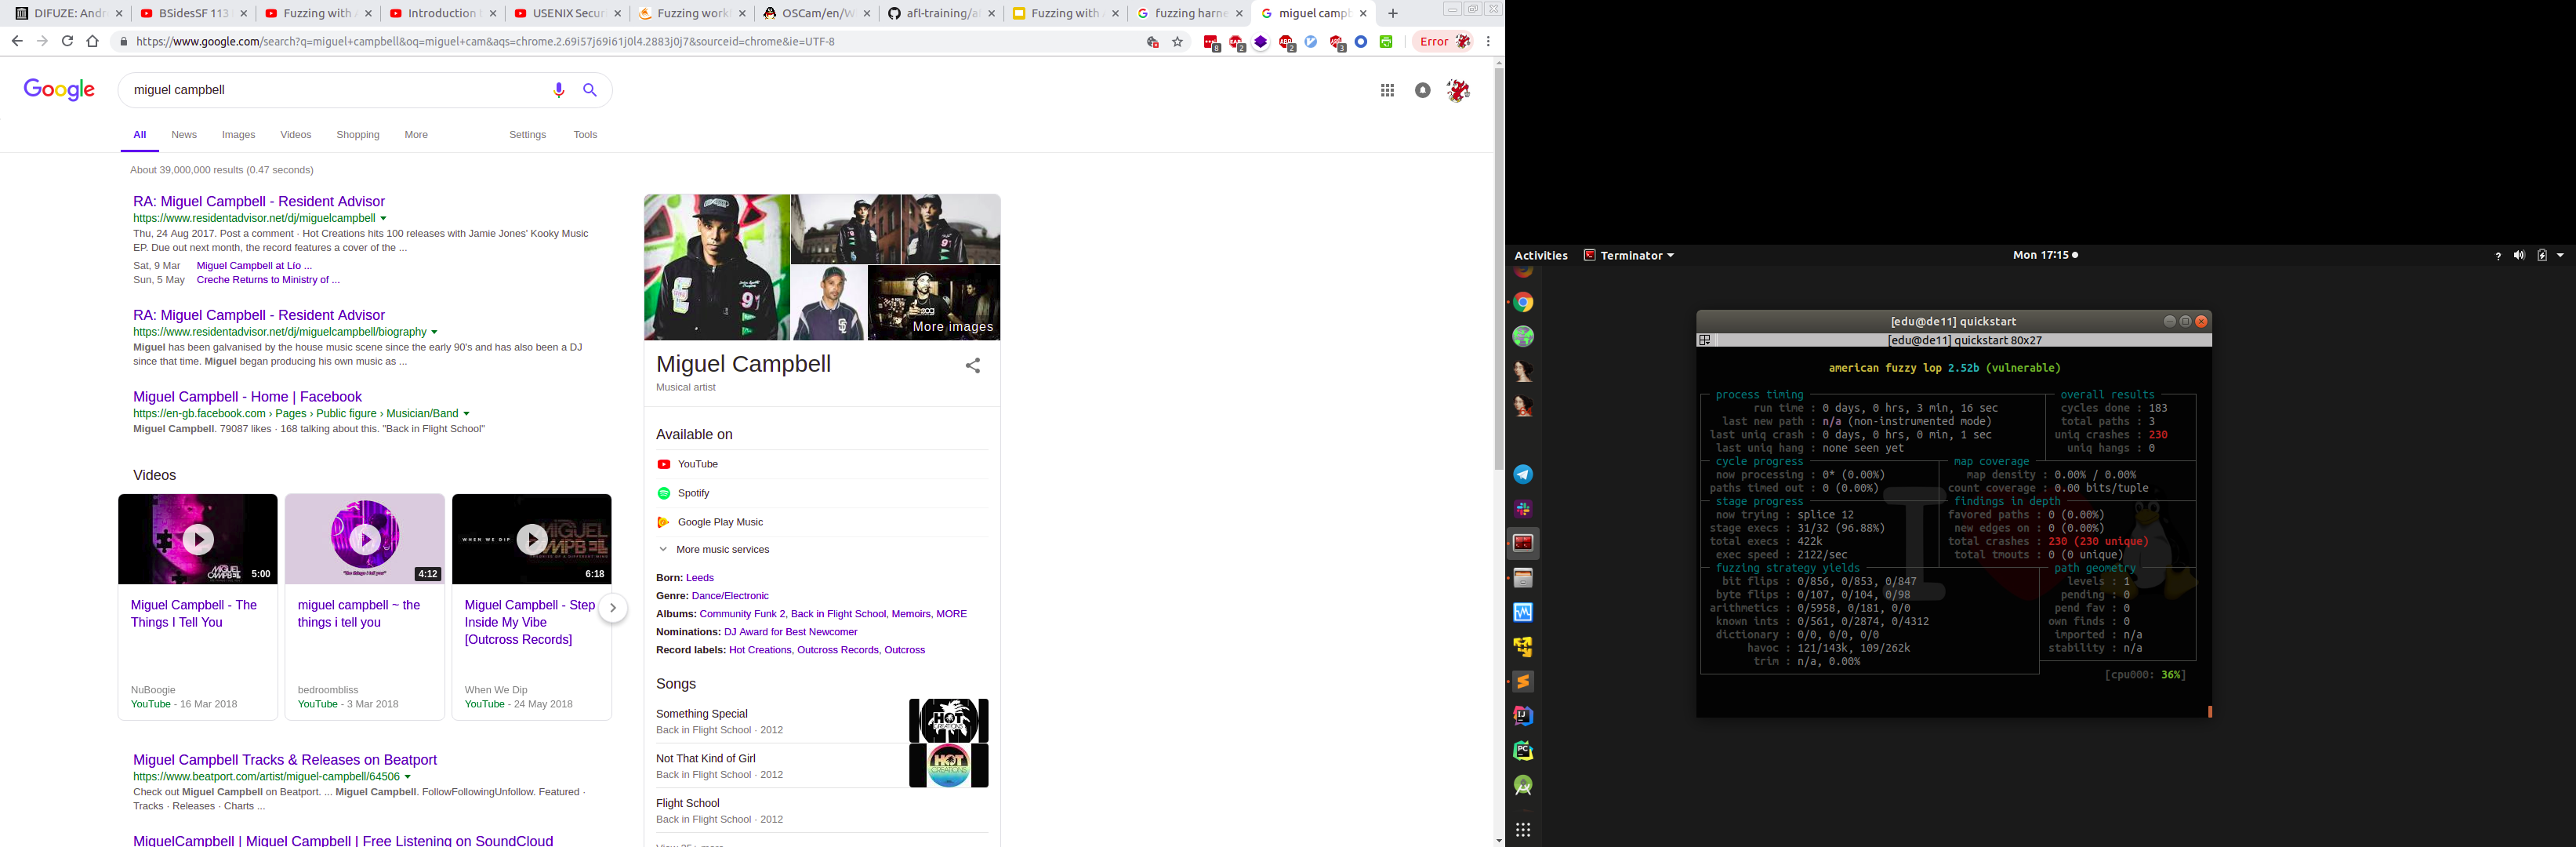 DIFUZE: Andr
BSidesSF 113
Fuzzing with
Introduction
USENIX Secur
Fuzzing work
OSCam/en/W
afl-training/a
Fuzzing with
fuzzing harne
miguel campb
https://www.google.com/search?q=miguel+campbell&oq=miguel+cam&aqs=chrome.2.69i57j69i61j0l4.2883j0j7&sourceid=chrome&ie=UTF-8
8
2
2
3
Error
Google
miguel campbell
All News Images Videos Shopping More Settings Tools
About 39,000,000 results (0.47 seconds)
RA: Miguel Campbell - Resident Advisor
https://www.residentadvisor.net/dj/miguelcampbell
Thu, 24 Aug 2017. Post a comment · Hot Creations hits 100 releases with Jamie Jones' Kooky Music
EP. Due out next month, the record features a cover of the ...
Sat, 9 Mar Miguel Campbell at Lío ...
Sun, 5 May Creche Returns to Ministry of ...
RA: Miguel Campbell - Resident Advisor
https://www.residentadvisor.net/dj/miguelcampbell/biography
Miguel has been galvanised by the house music scene since the early 90's and has also been a DJ
since that time. Miguel began producing his own music as ...
Miguel Campbell - Home | Facebook
https://en-gb.facebook.com › Pages › Public figure › Musician/Band
Miguel Campbell. 79087 likes · 168 talking about this. "Back in Flight School"
Videos
WHEN WE DIP
5:00
4:12
6:18
Miguel Campbell - The
Things I Tell You
NuBoogie
YouTube - 16 Mar 2018
miguel campbell ~ the
things i tell you
bedroombliss
YouTube - 3 Mar 2018
Miguel Campbell - Step
Inside My Vibe
[Outcross Records]
When We Dip
YouTube - 24 May 2018
Miguel Campbell Tracks & Releases on Beatport
https://www.beatport.com/artist/miguel-campbell/64506
Check out Miguel Campbell on Beatport. ... Miguel Campbell. FollowFollowingUnfollow. Featured ·
Tracks · Releases · Charts ...
MiguelCampbell | Miguel Campbell | Free Listening on SoundCloud
More images
Miguel Campbell
Musical artist
Available on
YouTube
Spotify
Google Play Music
More music services
Born: Leeds
Genre: Dance/Electronic
Albums: Community Funk 2, Back in Flight School, Memoirs, MORE
Nominations: DJ Award for Best Newcomer
Record labels: Hot Creations, Outcross Records, Outcross
Songs
Something Special
Back in Flight School · 2012
Not That Kind of Girl
Back in Flight School · 2012
Flight School
Back in Flight School · 2012
Activities Terminator Mon 17:15
[edu@de11] quickstart
[edu@de11] quickstart 80x27
american fuzzy lop 2.52b (vulnerable)
process timing overall results
run time : 0 days, 0 hrs, 3 min, 16 sec cycles done : 183
last new path : n/a (non-instrumented mode) total paths : 3
last uniq crash : 0 days, 0 hrs, 0 min, 1 sec uniq crashes : 230
last uniq hang : none seen yet uniq hangs : 0
cycle progress map coverage
now processing : 0* (0.00%) map density : 0.00% / 0.00%
paths timed out : 0 (0.00%) count coverage : 0.00 bits/tuple
stage progress findings in depth
now trying : splice 12 favored paths : 0 (0.00%)
stage execs : 31/32 (96.88%) new edges on : 0 (0.00%)
total execs : 422k total crashes : 230 (230 unique)
exec speed : 2122/sec total tmouts : 0 (0 unique)
fuzzing strategy yields path geometry
bit flips : 0/856, 0/853, 0/847 levels : 1
byte flips : 0/107, 0/104, 0/98 pending : 0
arithmetics : 0/5958, 0/181, 0/0 pend fav : 0
known ints : 0/561, 0/2874, 0/4312 own finds : 0
dictionary : 0/0, 0/0, 0/0 imported : n/a
havoc : 121/143k, 109/262k stability : n/a
trim : n/a, 0.00%
[cpu000: 36%]